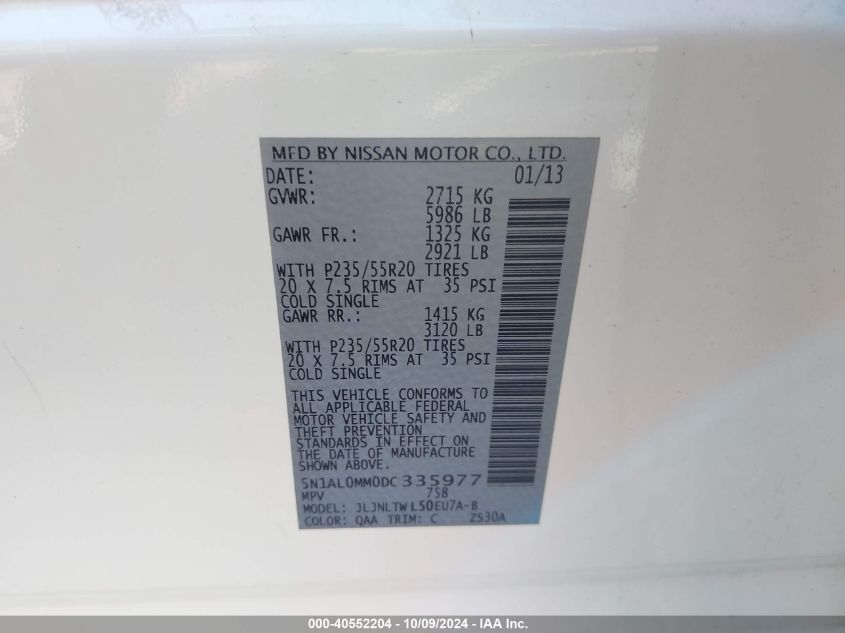 MFD BY NISSAN MOTOR CO., LTD.
DATE: 01/13
GVWR: 2715 KG
5986 LB
GAWR FR.: 1325 KG
2921 LB
WITH P235/55R20 TIRES
20 X 7.5 RIMS AT 35 PSI
COLD SINGLE
GAWR RR.: 1415 KG
3120 LB
WITH P235/55R20 TIRES
20 X 7.5 RIMS AT 35 PSI
COLD SINGLE
THIS VEHICLE CONFORMS TO
ALL APPLICABLE FEDERAL
MOTOR VEHICLE SAFETY AND
THEFT PREVENTION
STANDARDS IN EFFECT ON
THE DATE OF MANUFACTURE
SHOWN ABOVE.
5N1AL0MM0DC 335977
MPV 758
MODEL: JLJNLTW L50EU7A-B
COLOR: QAA TRIM: C ZS30A
000-40552204 - 10/09/2024 - IAA Inc.